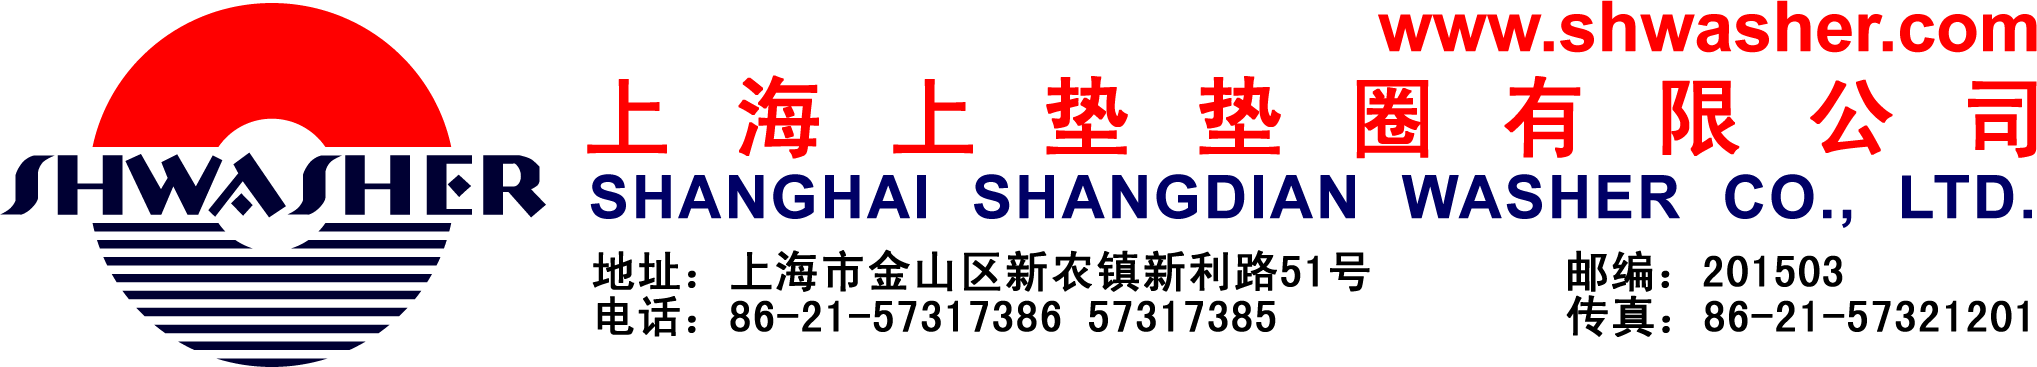 www.shwasher.com
SHWASHER
上海上垫垫圈有限公司
SHANGHAI SHANGDIAN WASHER CO., LTD.
地址：上海市金山区新农镇新利路51号 邮编：201503
电话：86-21-57317386 57317385 传真：86-21-57321201